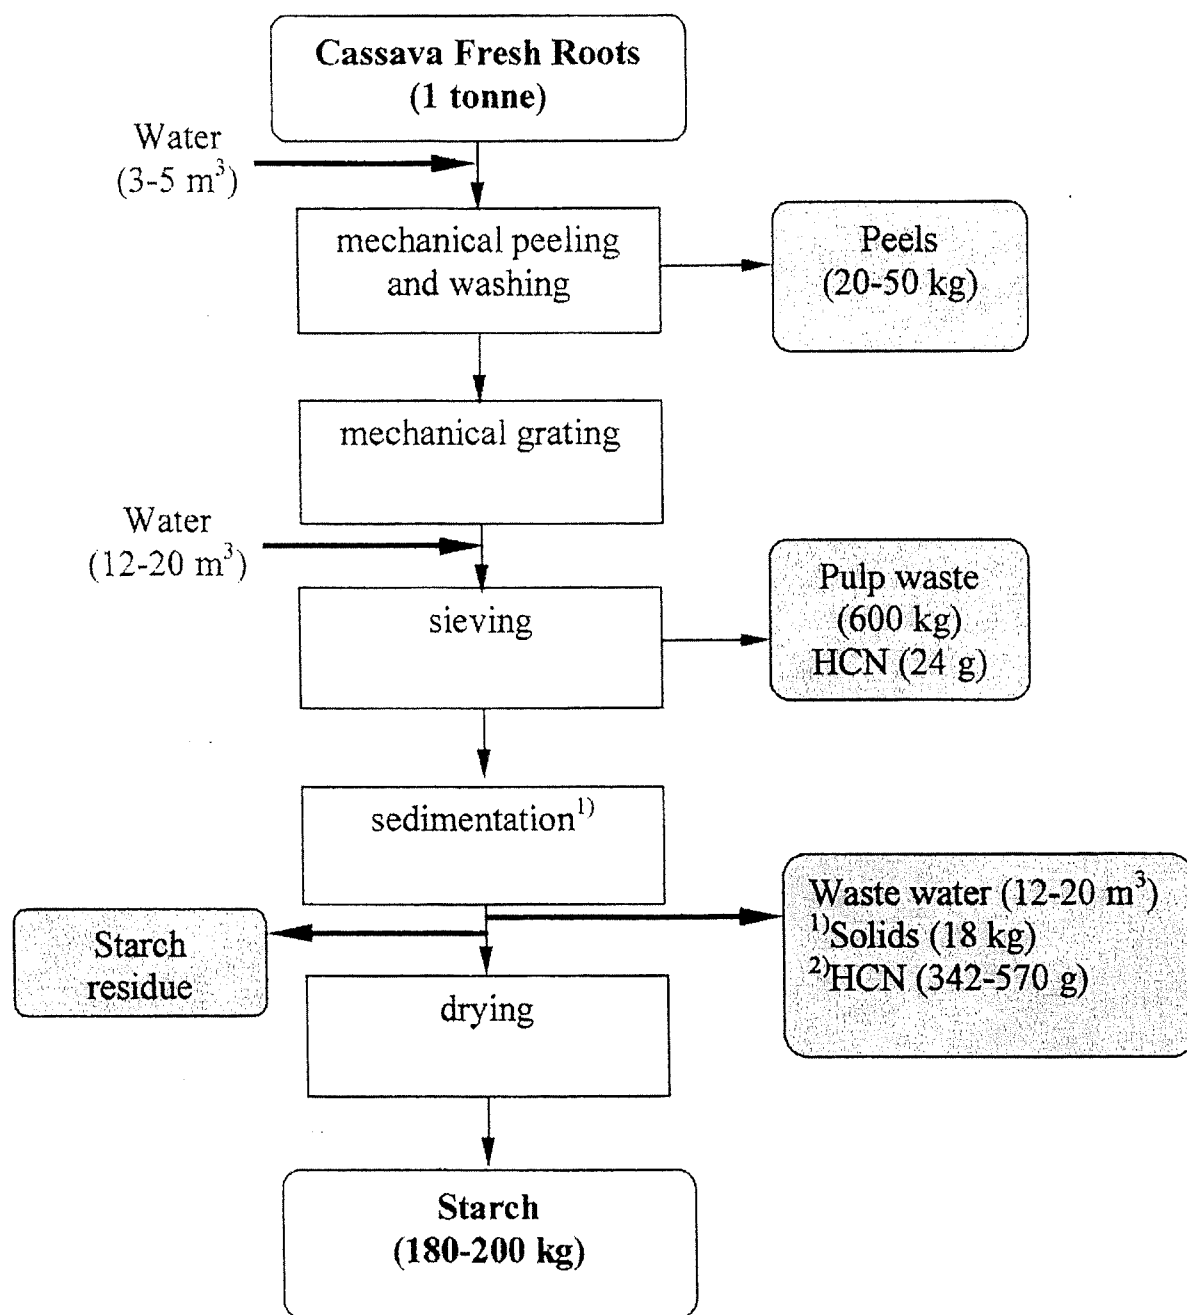 Cassava Fresh Roots
(1 tonne)
Water
(3-5 m³)
mechanical peeling
and washing
Peels
(20-50 kg)
mechanical grating
Water
(12-20 m³)
sieving
Pulp waste
(600 kg)
HCN (24 g)
sedimentation¹⁾
Waste water (12-20 m³)
¹⁾Solids (18 kg)
²⁾HCN (342-570 g)
Starch
residue
drying
Starch
(180-200 kg)